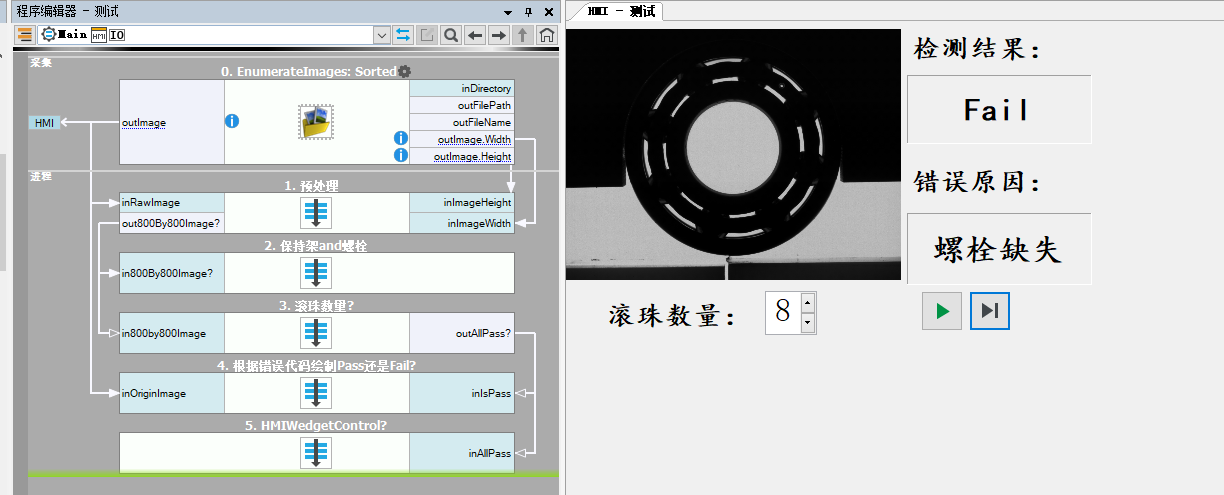 程序编辑器 - 测试
Main HMI IO
采集
0. EnumerateImages: Sorted
inDirectory
outFilePath
outFileName
HMI
outImage
outImage.Width
outImage.Height
进程
1. 预处理
inRawImage
inImageHeight
out800By800Image?
inImageWidth
2. 保持架and螺栓
in800By800Image?
3. 滚珠数量?
in800by800Image
outAllPass?
4. 根据错误代码绘制Pass还是Fail?
inOriginImage
inIsPass
5. HMIWedgetControl?
inAllPass
HMI - 测试
检测结果：
Fail
错误原因：
螺栓缺失
滚珠数量：
8